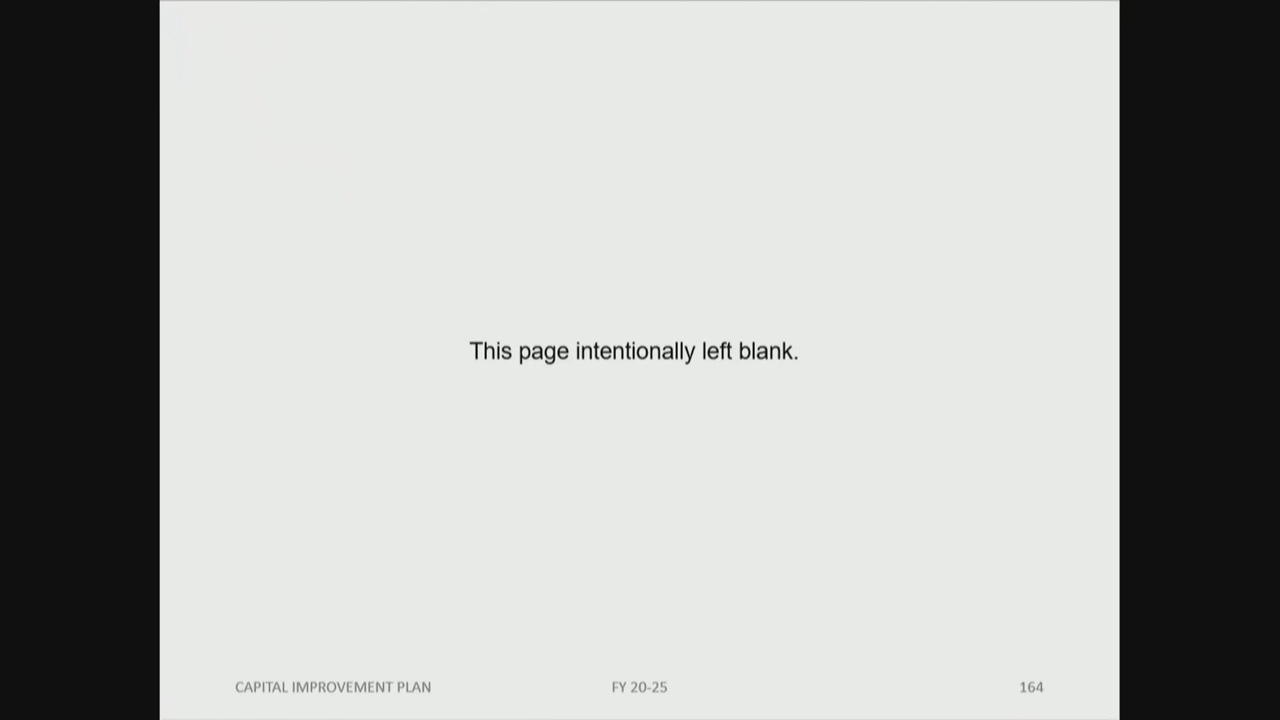 This page intentionally left blank.
CAPITAL IMPROVEMENT PLAN FY 20-25 164